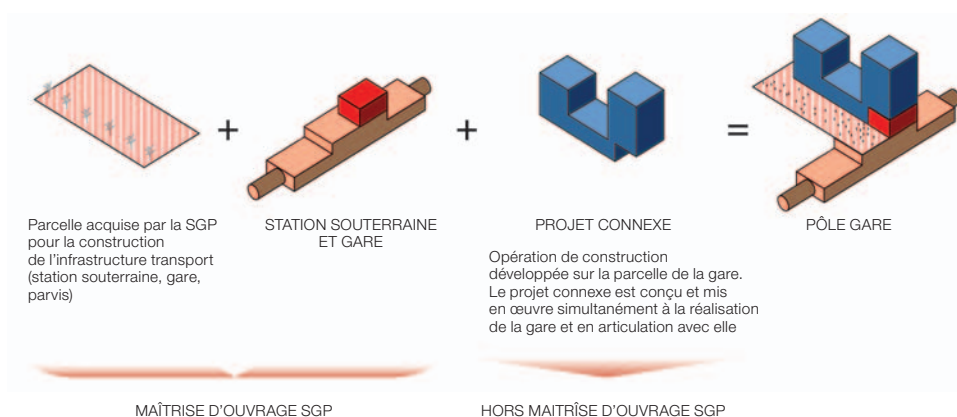 +
+
=
Parcelle acquise par la SGP
pour la construction
de l'infrastructure transport
(station souterraine, gare,
parvis)
STATION SOUTERRAINE
ET GARE
PROJET CONNEXE
Opération de construction
développée sur la parcelle de la gare.
Le projet connexe est conçu et mis
en œuvre simultanément à la réalisation
de la gare et en articulation avec elle
PÔLE GARE
MAÎTRISE D'OUVRAGE SGP
HORS MAITRÎSE D'OUVRAGE SGP